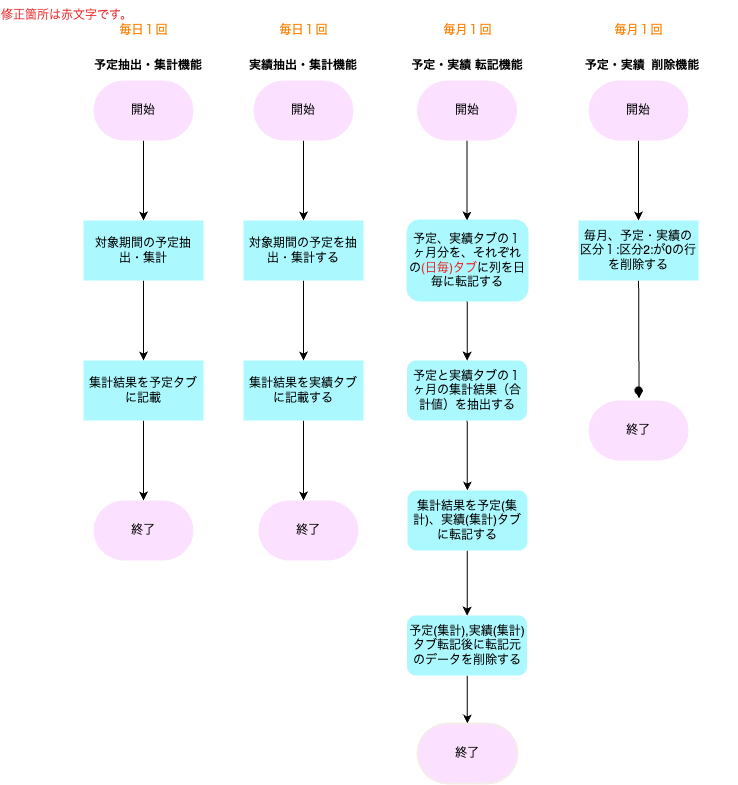 修正箇所は赤文字です。
毎日１回
予定抽出・集計機能
開始
対象期間の予定抽
出・集計
集計結果を予定タブ
に記載
終了
毎日１回
実績抽出・集計機能
開始
対象期間の予定を抽
出・集計する
集計結果を実績タブ
に記載する
終了
毎月１回
予定・実績 転記機能
開始
予定、実績タブの１
ヶ月分を、それぞれ
の(日毎)タブに列を日
毎に転記する
予定と実績タブの１
ヶ月の集計結果（合
計値）を抽出する
集計結果を予定(集
計)、実績(集計)タブ
に転記する
予定(集計),実績(集計)
タブ転記後に転記元
のデータを削除する
終了
毎月１回
予定・実績 削除機能
開始
毎月、予定・実績の
区分１:区分2:が0の行
を削除する
終了